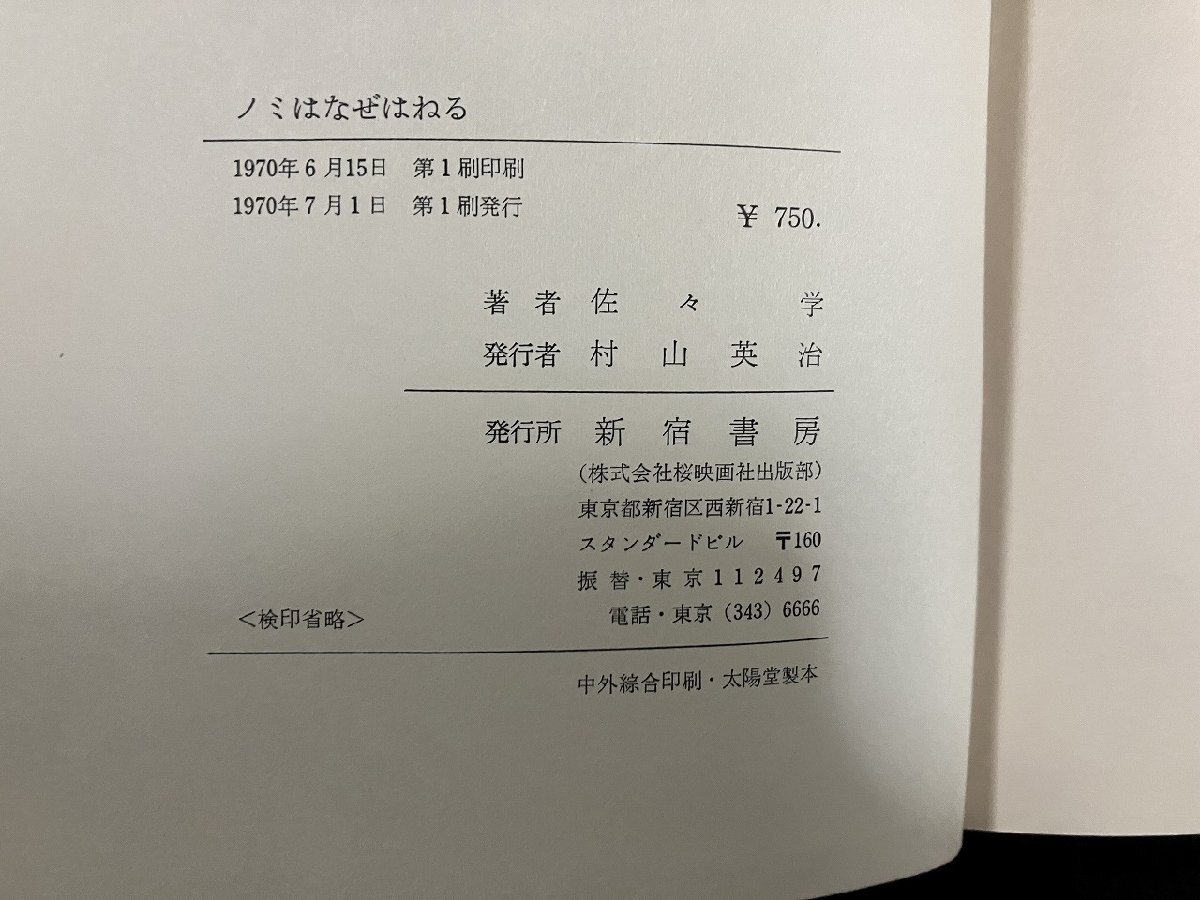 ノミはなぜはねる
1970年6月15日 第1刷印刷
1970年7月1日 第1刷発行
¥ 750.
著者 佐々学
発行者 村山英治
発行所 新宿書房
(株式会社桜映画社出版部)
東京都新宿区西新宿1-22-1
スタンダードビル 〒160
振替・東京112497
電話・東京(343)6666
<検印省略>
中外綜合印刷・太陽堂製本